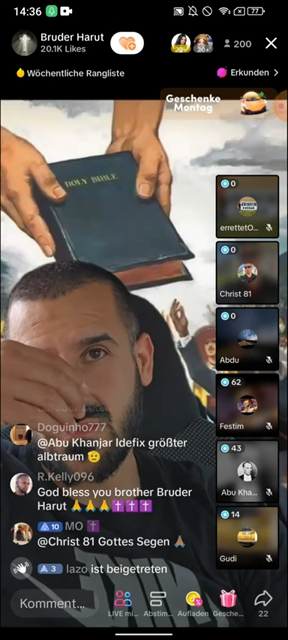 14:36
77
Bruder Harut
20.1K Likes
20+
20+
200
Wöchentliche Rangliste
Erkunden
Geschenke
Montag
HOLY BIBLE
0
errettetO...
0
Christ 81
0
Abdu
62
Festim
43
Abu Kha...
14
Gudi
Doguinho777
@Abu Khanjar Idefix größter
albtraum 🫡
R.Kelly096
God bless you brother Bruder
Harut 🙏🙏🙏✝️✝️✝️
10 MO ✝️
@Christ 81 Gottes Segen 🙏
3 lazo ist beigetreten
Komment...
LIVE mi...
Abstim...
Aufladen
Gesche...
22